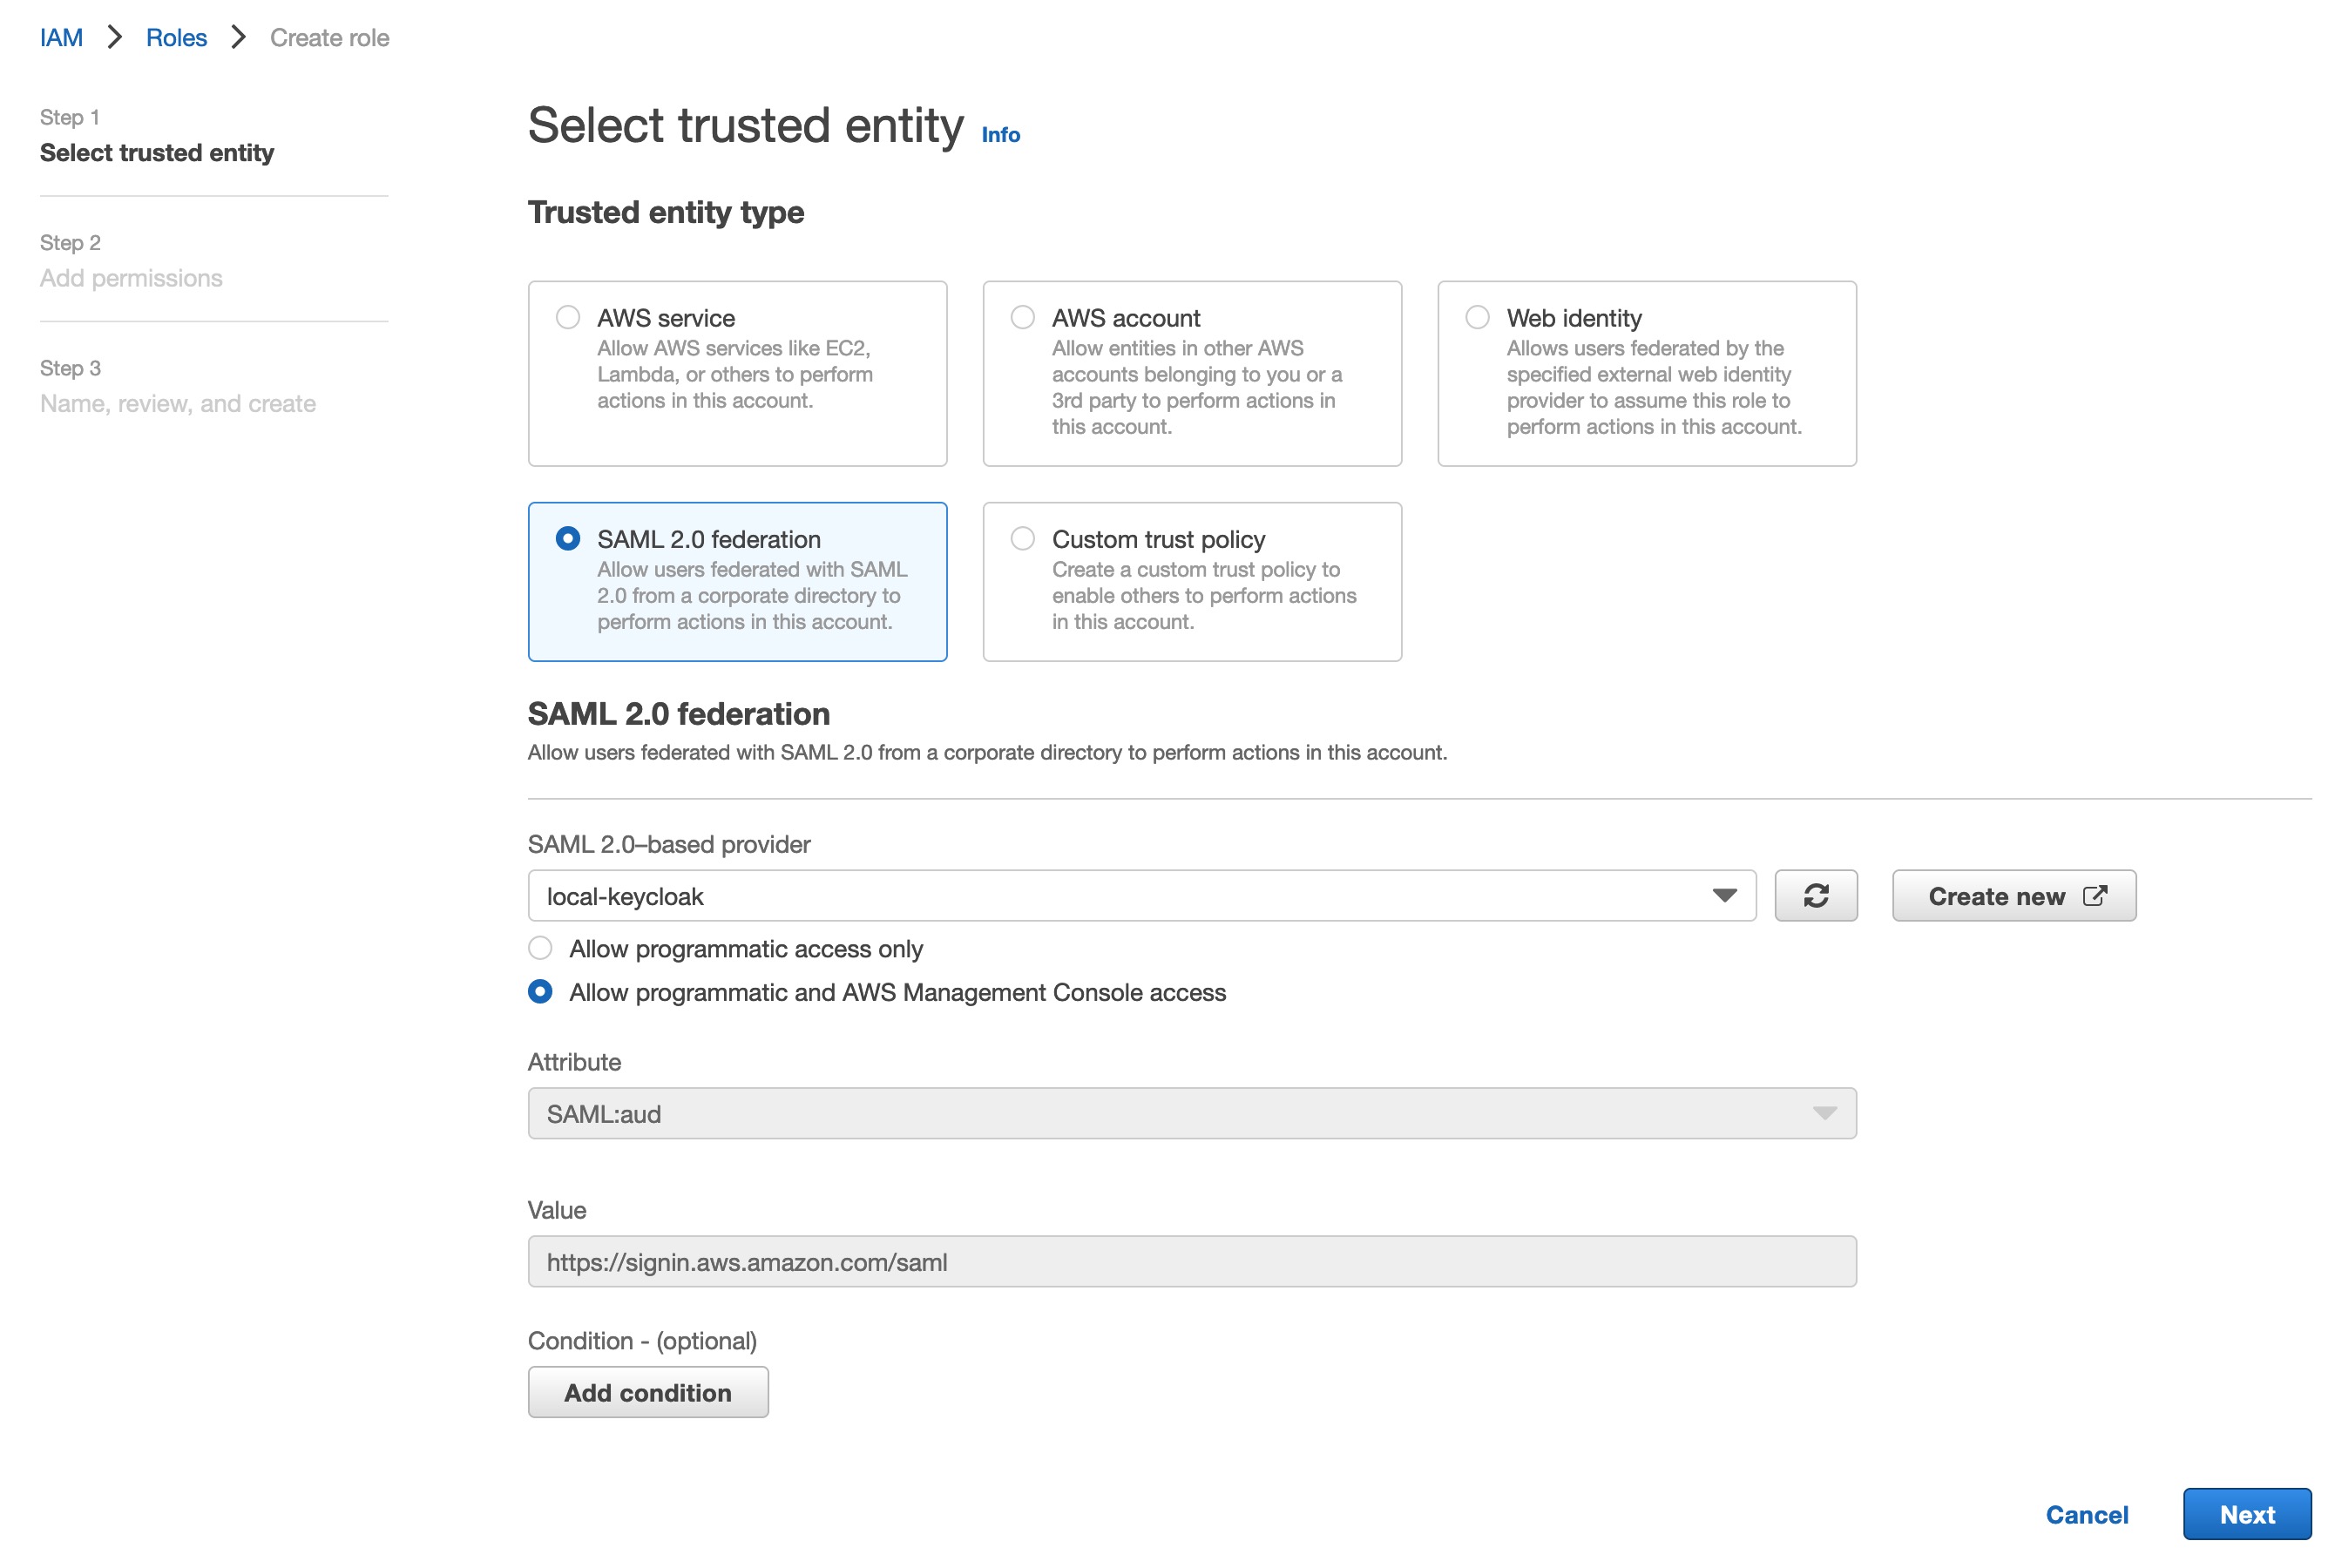 IAM > Roles > Create role
Step 1
Select trusted entity
Step 2
Add permissions
Step 3
Name, review, and create
Select trusted entity Info
Trusted entity type
AWS service
Allow AWS services like EC2,
Lambda, or others to perform
actions in this account.
AWS account
Allow entities in other AWS
accounts belonging to you or a
3rd party to perform actions in
this account.
Web identity
Allows users federated by the
specified external web identity
provider to assume this role to
perform actions in this account.
SAML 2.0 federation
Allow users federated with SAML
2.0 from a corporate directory to
perform actions in this account.
Custom trust policy
Create a custom trust policy to
enable others to perform actions
in this account.
SAML 2.0 federation
Allow users federated with SAML 2.0 from a corporate directory to perform actions in this account.
SAML 2.0–based provider
local-keycloak
Create new
Allow programmatic access only
Allow programmatic and AWS Management Console access
Attribute
SAML:aud
Value
https://signin.aws.amazon.com/saml
Condition - (optional)
Add condition
Cancel
Next